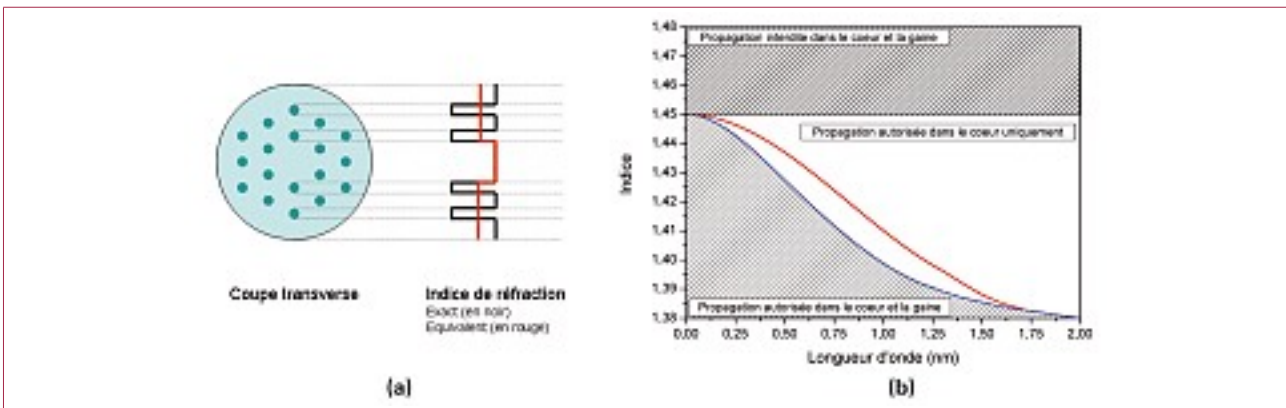 Coupe transverse
Indice de réfraction
Exact (en noir)
Equivalent (en rouge)
(a)
1.48
1.47
1.46
1.45
1.44
1.43
1.42
1.41
1.40
1.39
1.38
Indice
Propagation interdite dans le coeur et la gaine
Propagation autorisée dans le coeur uniquement
Propagation autorisée dans le coeur et la gaine
0,00 0,25 0,50 0,75 1,00 1,25 1,50 1,75 2,00
Longueur d'onde (nm)
(b)